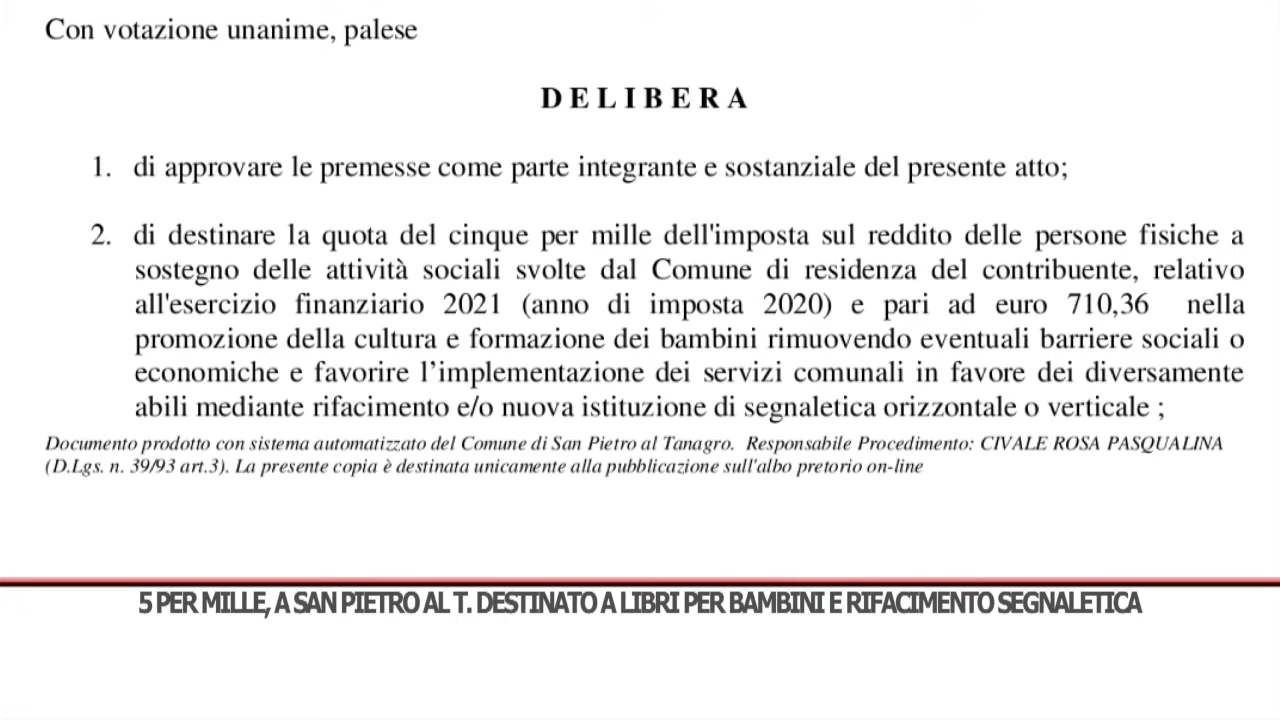 Con votazione unanime, palese
D E L I B E R A
1. di approvare le premesse come parte integrante e sostanziale del presente atto;
2. di destinare la quota del cinque per mille dell'imposta sul reddito delle persone fisiche a
sostegno delle attività sociali svolte dal Comune di residenza del contribuente, relativo
all'esercizio finanziario 2021 (anno di imposta 2020) e pari ad euro 710,36 nella
promozione della cultura e formazione dei bambini rimuovendo eventuali barriere sociali o
economiche e favorire l’implementazione dei servizi comunali in favore dei diversamente
abili mediante rifacimento e/o nuova istituzione di segnaletica orizzontale o verticale ;
Documento prodotto con sistema automatizzato del Comune di San Pietro al Tanagro. Responsabile Procedimento: CIVALE ROSA PASQUALINA
(D.Lgs. n. 39/93 art.3). La presente copia è destinata unicamente alla pubblicazione sull'albo pretorio on-line
5 PER MILLE, A SAN PIETRO AL T. DESTINATO A LIBRI PER BAMBINI E RIFACIMENTO SEGNALETICA